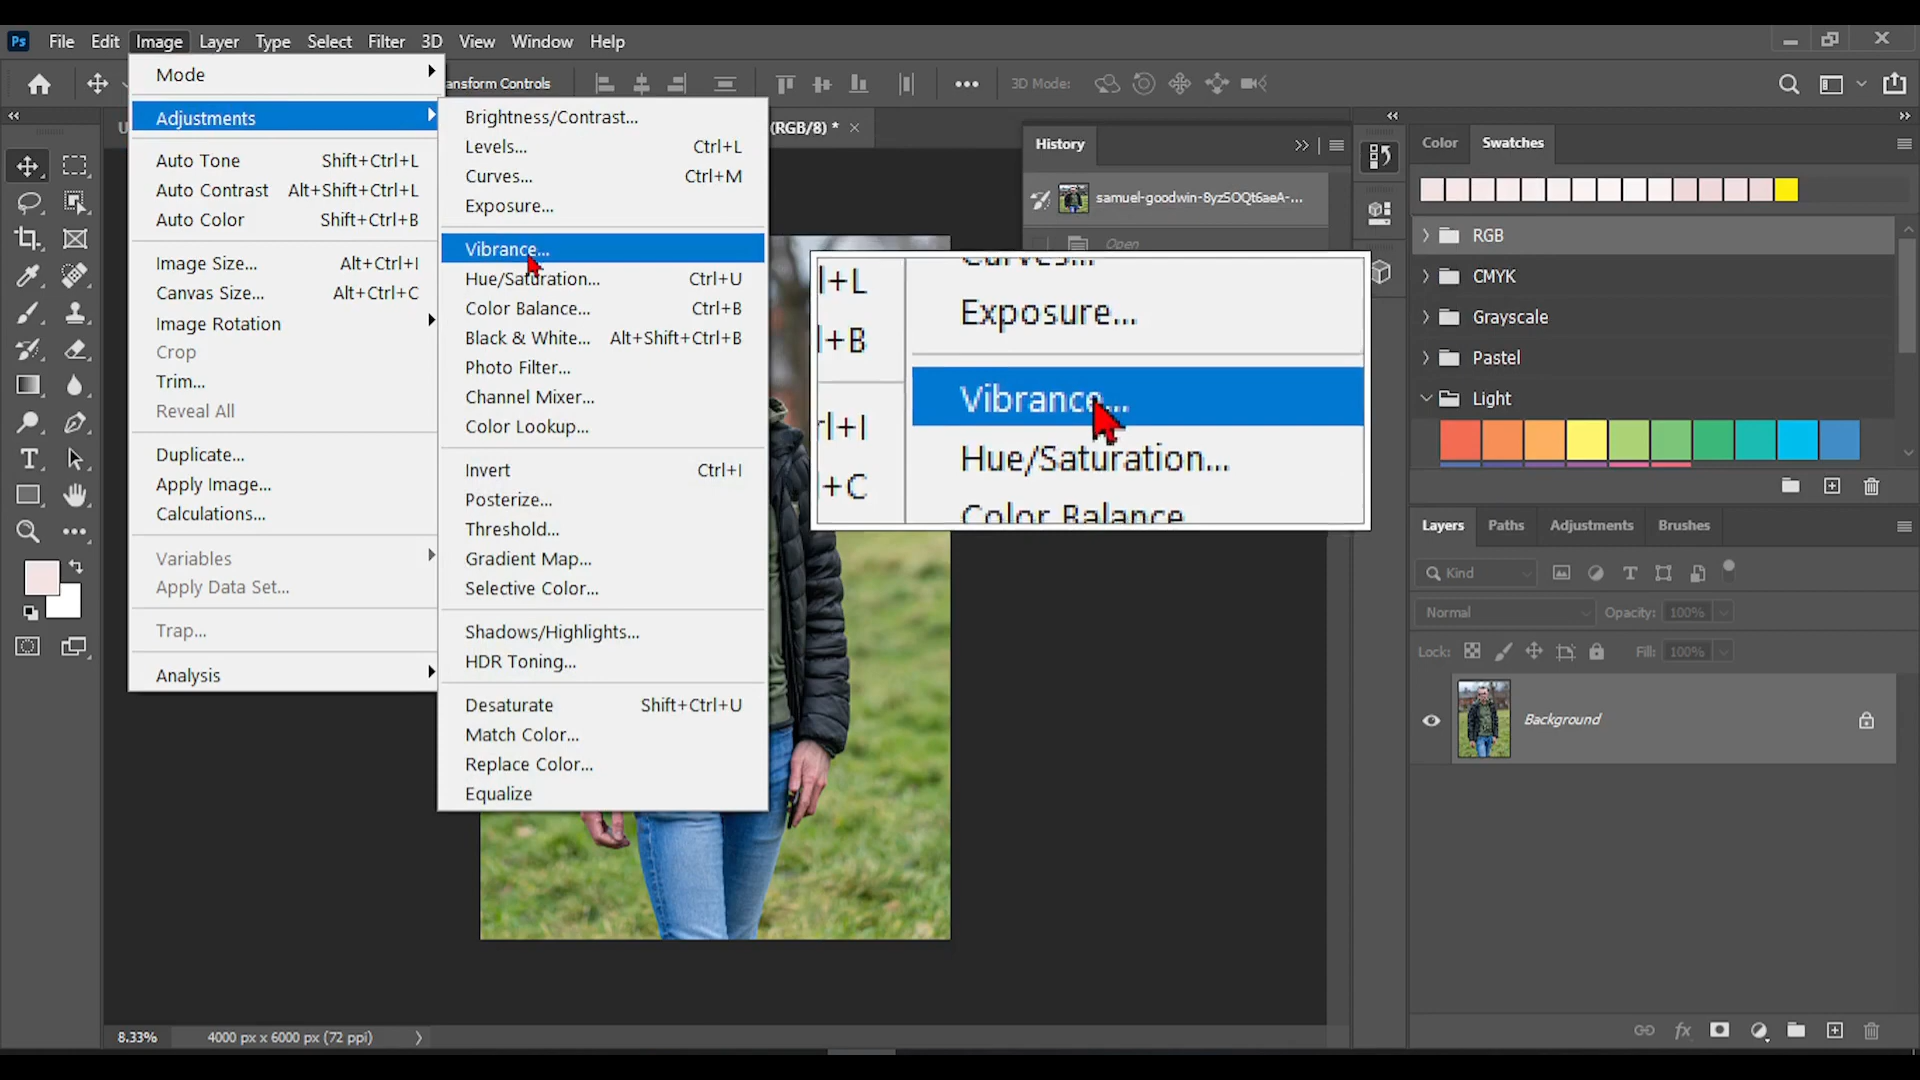 Ps File Edit Image Layer Type Select Filter 3D View Window Help
ansform Controls 3D Mode:
Mode
Adjustments
Auto Tone Shift+Ctrl+L
Auto Contrast Alt+Shift+Ctrl+L
Auto Color Shift+Ctrl+B
Image Size... Alt+Ctrl+I
Canvas Size... Alt+Ctrl+C
Image Rotation
Crop
Trim...
Reveal All
Duplicate...
Apply Image...
Calculations...
Variables
Apply Data Set...
Trap...
Analysis
Brightness/Contrast...
Levels... Ctrl+L
Curves... Ctrl+M
Exposure...
Vibrance...
Hue/Saturation... Ctrl+U
Color Balance... Ctrl+B
Black & White... Alt+Shift+Ctrl+B
Photo Filter...
Channel Mixer...
Color Lookup...
Invert Ctrl+I
Posterize...
Threshold...
Gradient Map...
Selective Color...
Shadows/Highlights...
HDR Toning...
Desaturate Shift+Ctrl+U
Match Color...
Replace Color...
Equalize
(RGB/8) *
History
samuel-goodwin-8yzSOQt6aeA-...
Open
Curves...
l+L
Exposure...
l+B
Vibrance...
rl+I
Hue/Saturation...
l+C
Color Balance
Color Swatches
RGB
CMYK
Grayscale
Pastel
Light
Layers Paths Adjustments Brushes
Kind
Normal Opacity: 100%
Lock: Fill: 100%
Background
fx
8.33% 4000 px x 6000 px (72 ppi)